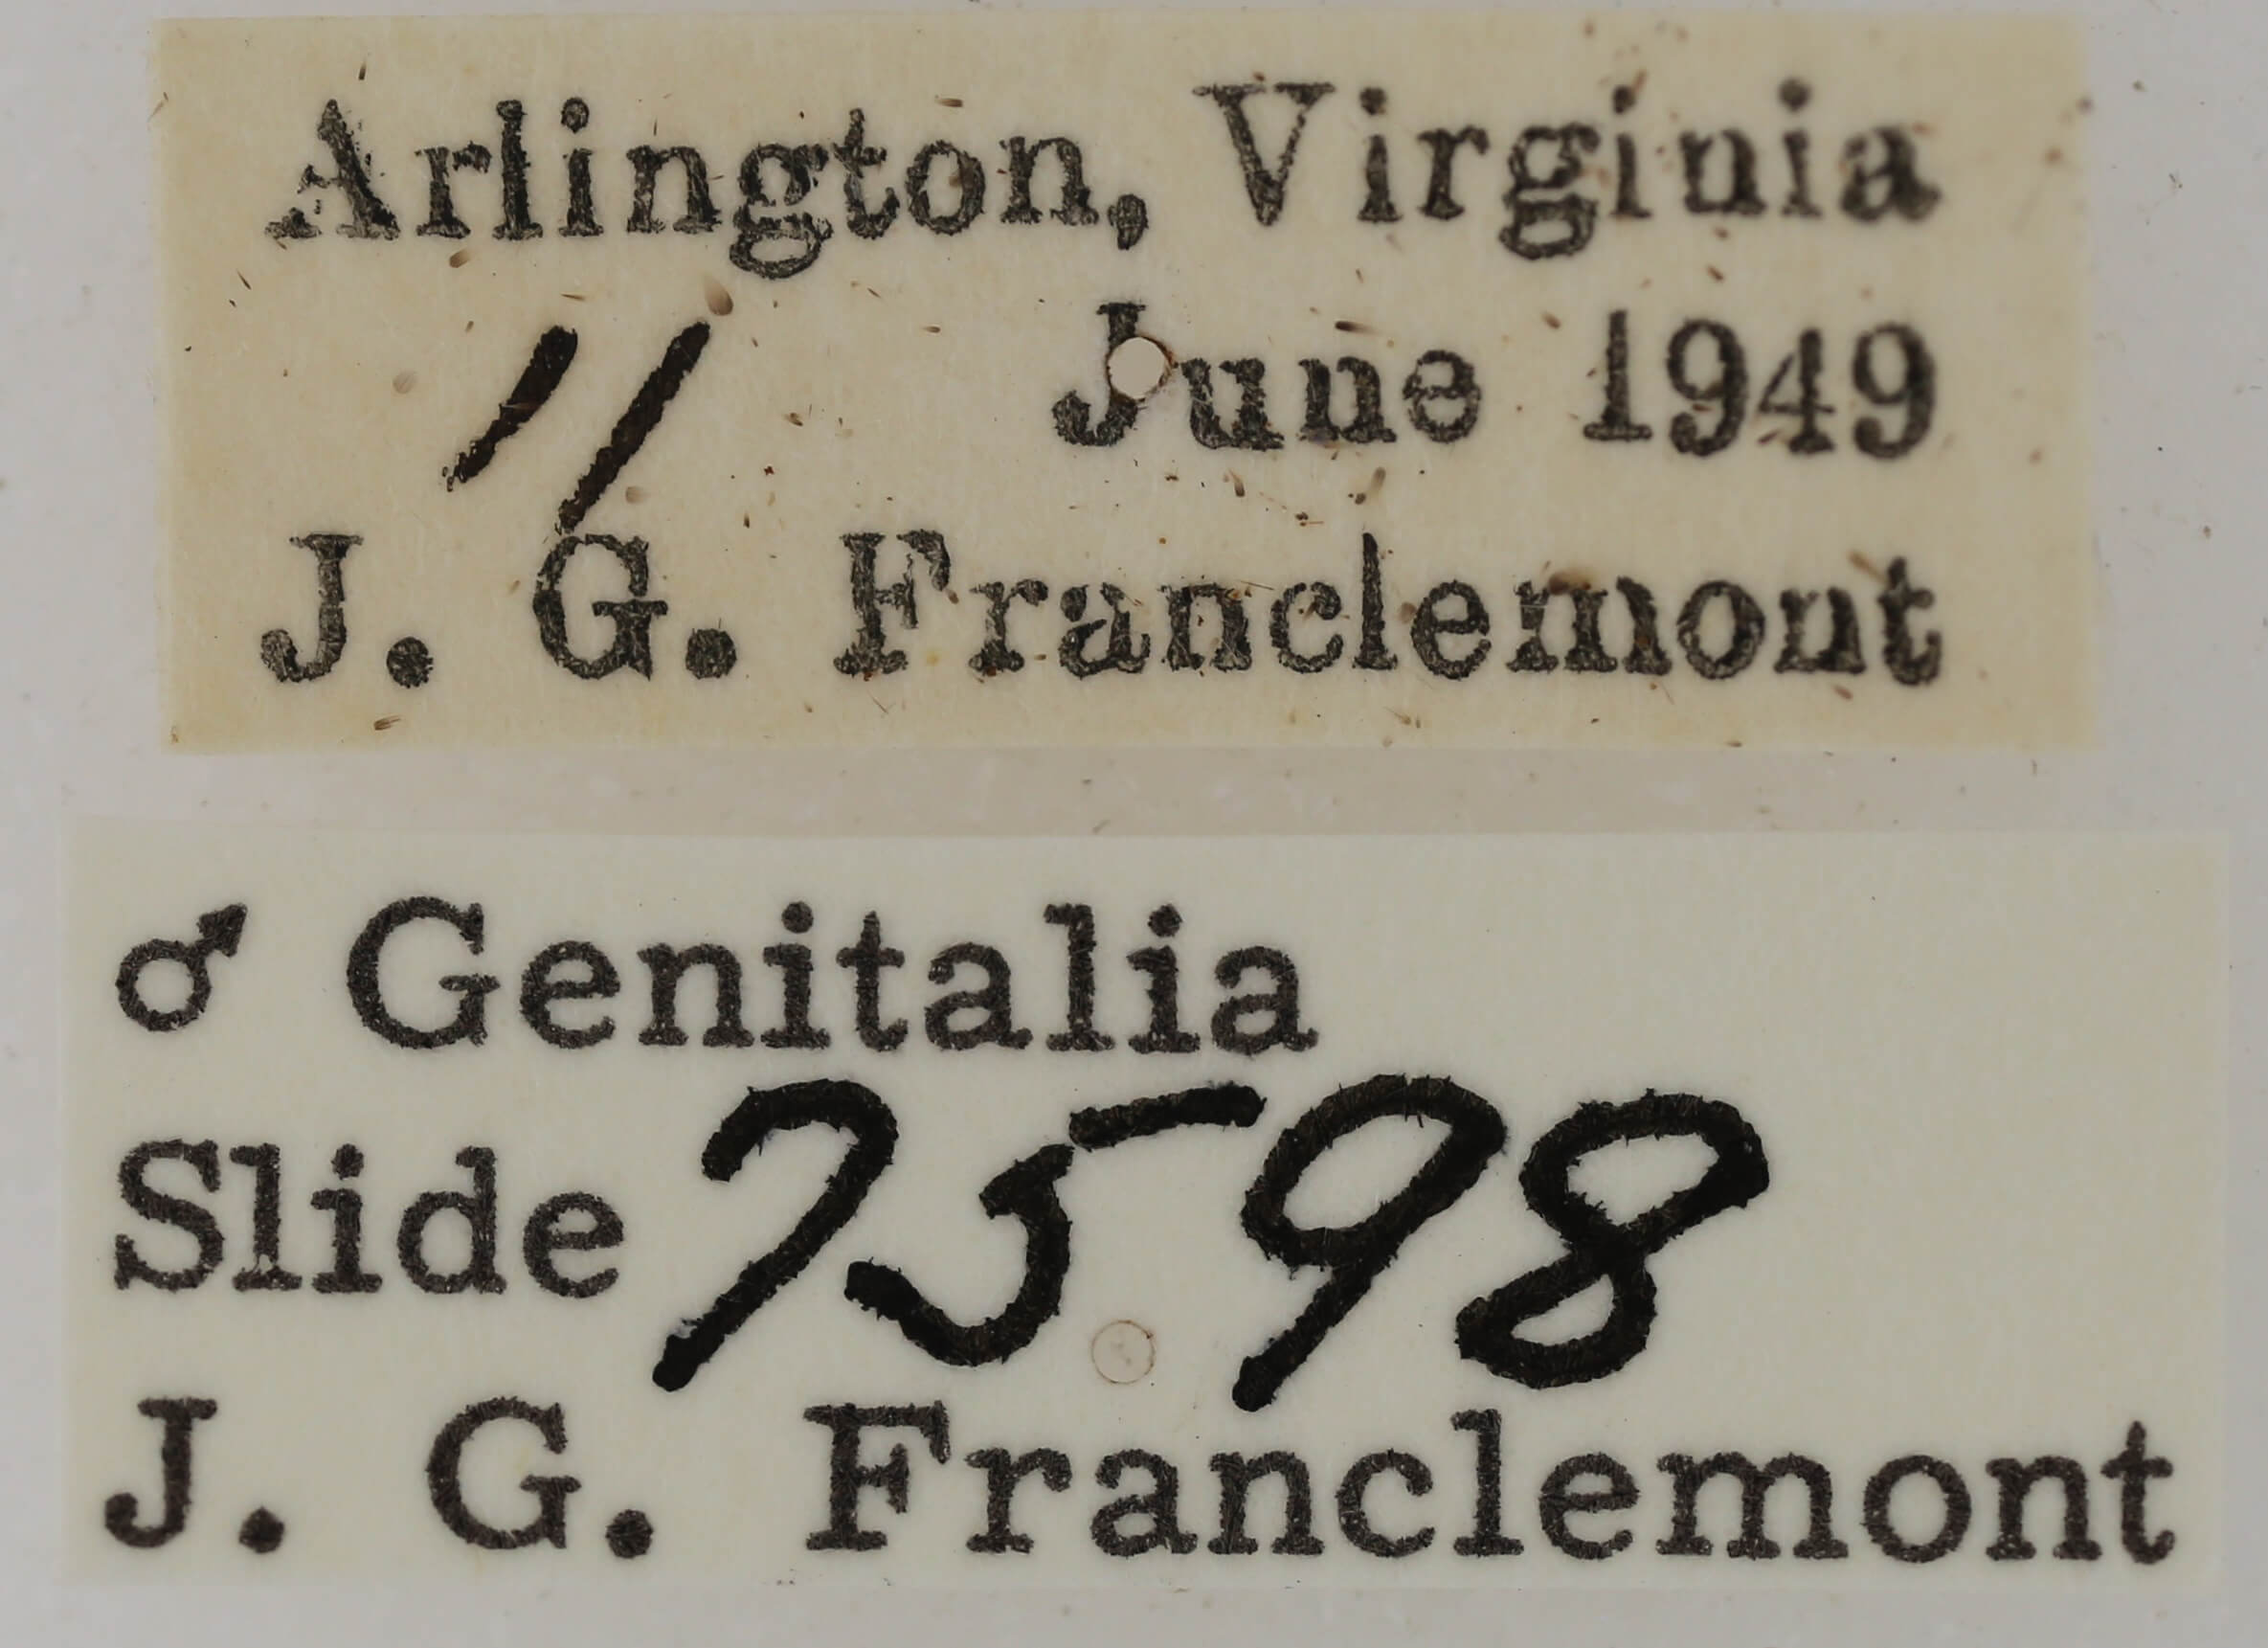 Arlington, Virginia
11 June 1949
J. G. Franclemont
♂ Genitalia
Slide 7598
J. G. Franclemont